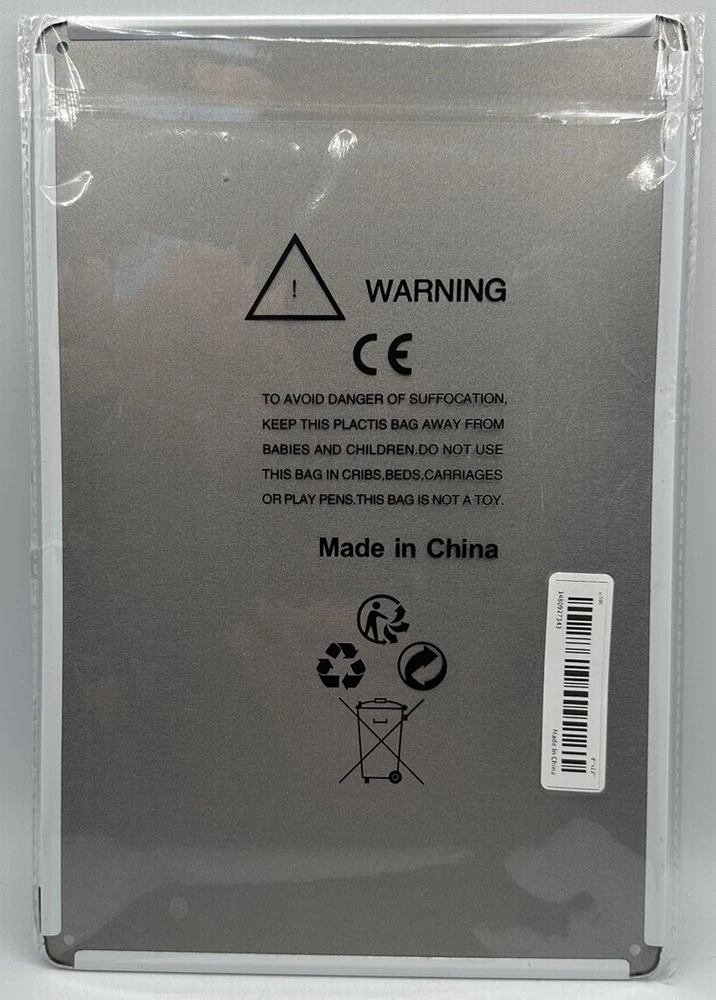 ! WARNING
CE
TO AVOID DANGER OF SUFFOCATION,
KEEP THIS PLACTIS BAG AWAY FROM
BABIES AND CHILDREN.DO NOT USE
THIS BAG IN CRIBS,BEDS,CARRIAGES
OR PLAY PENS.THIS BAG IS NOT A TOY.
Made in China
1480927343
Made In China